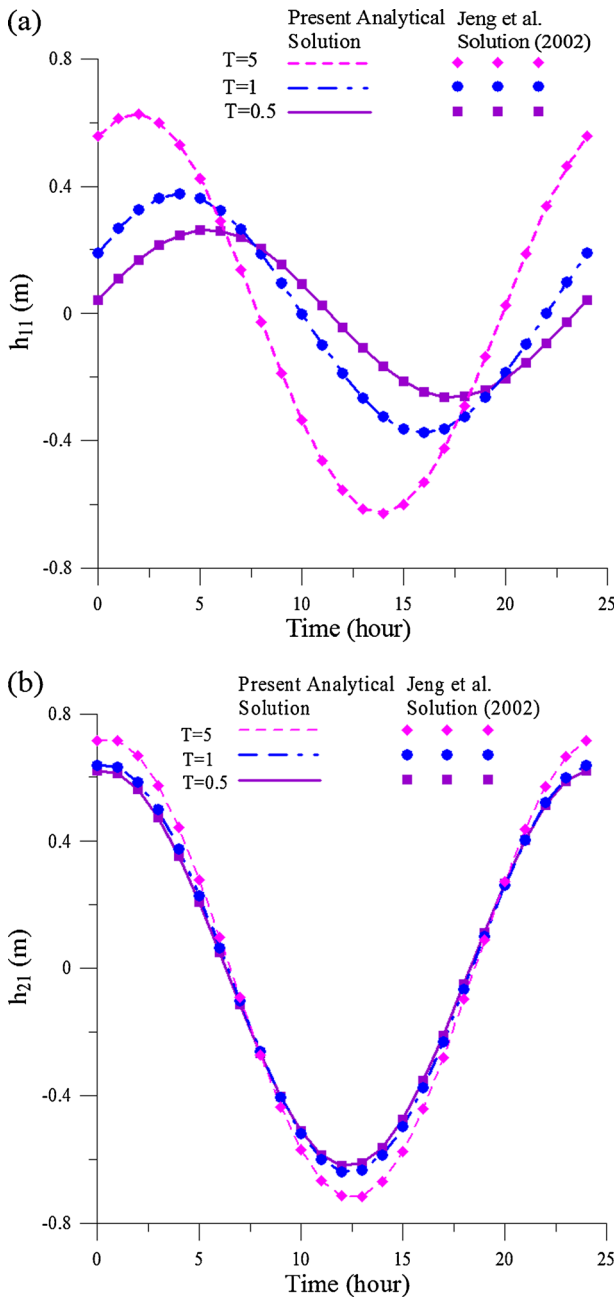 (a)
Present Analytical Solution
Jeng et al. Solution (2002)
T=5
T=1
T=0.5
0.8
0.4
0
-0.4
-0.8
h11 (m)
0 5 10 15 20 25
Time (hour)
(b)
Present Analytical Solution
Jeng et al. Solution (2002)
T=5
T=1
T=0.5
0.8
0.4
0
-0.4
-0.8
h21 (m)
0 5 10 15 20 25
Time (hour)